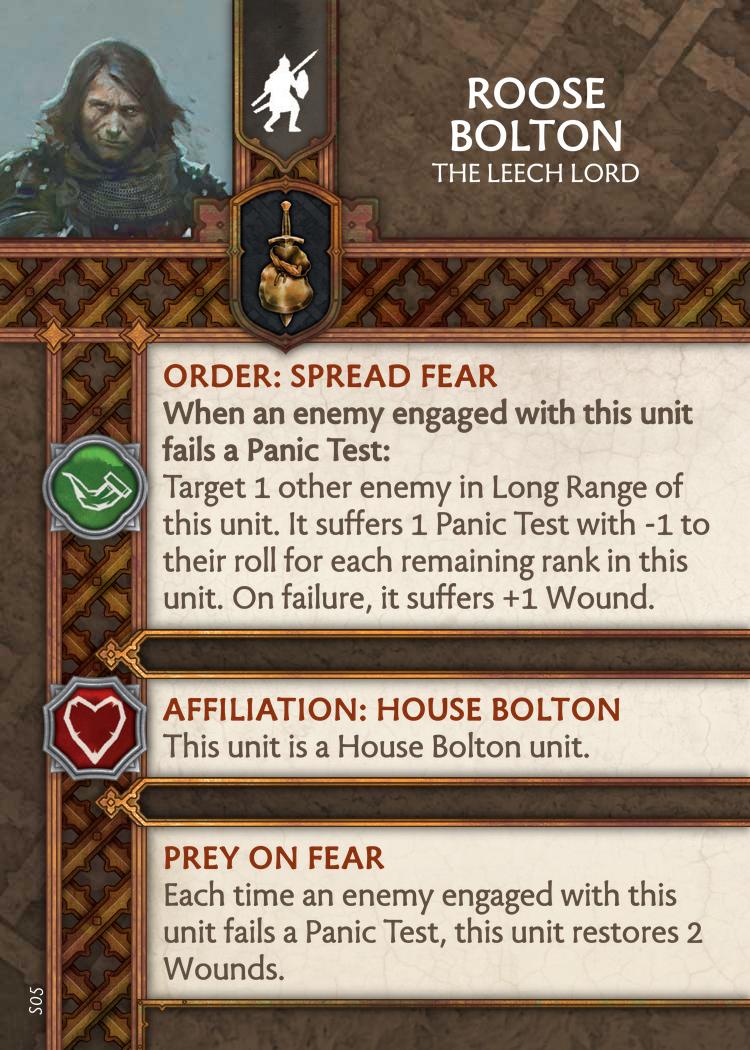 ROOSE
BOLTON
THE LEECH LORD
ORDER: SPREAD FEAR
When an enemy engaged with this unit
fails a Panic Test:
Target 1 other enemy in Long Range of
this unit. It suffers 1 Panic Test with -1 to
their roll for each remaining rank in this
unit. On failure, it suffers +1 Wound.
AFFILIATION: HOUSE BOLTON
This unit is a House Bolton unit.
PREY ON FEAR
Each time an enemy engaged with this
unit fails a Panic Test, this unit restores 2
Wounds.
S05